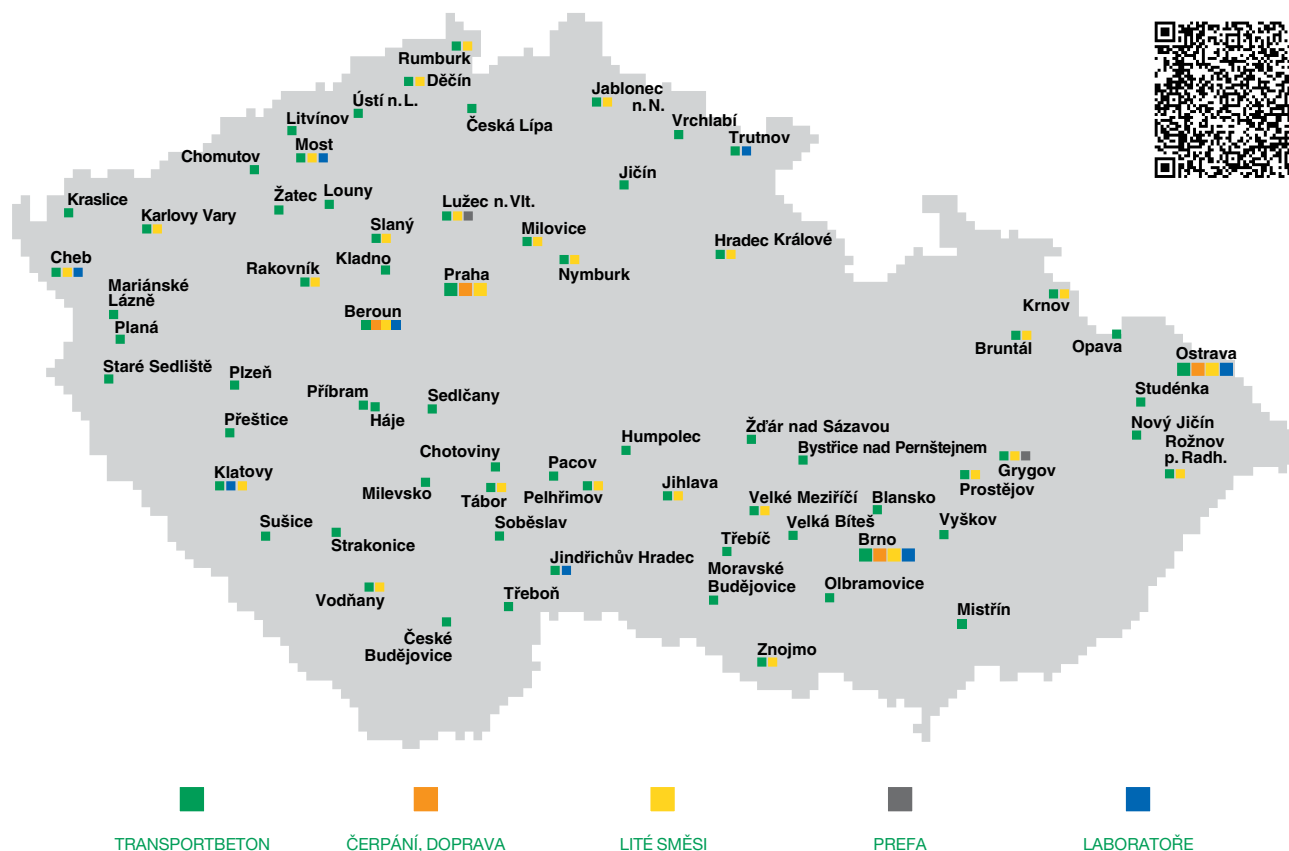 Rumburk
Děčín
Ústí n. L.
Česká Lípa
Jablonec
n. N.
Litvínov
Vrchlabí
Most
Trutnov
Chomutov
Jičín
Kraslice
Žatec
Louny
Lužec n. Vlt.
Karlovy Vary
Slaný
Milovice
Hradec Králové
Cheb
Kladno
Rakovník
Praha
Nymburk
Mariánské
Lázně
Krnov
Beroun
Planá
Bruntál
Opava
Ostrava
Staré Sedliště
Plzeň
Studénka
Příbram
Háje
Sedlčany
Přeštice
Nový Jičín
Žďár nad Sázavou
Humpolec
Bystřice nad Pernštejnem
Rožnov
p. Radh.
Chotoviny
Pacov
Grygov
Klatovy
Milevsko
Tábor
Pelhřimov
Jihlava
Prostějov
Velké Meziříčí
Blansko
Sušice
Strakonice
Soběslav
Velká Bíteš
Vyškov
Třebíč
Brno
Jindřichův Hradec
Moravské
Budějovice
Olbramovice
Vodňany
Třeboň
Mistřín
České
Budějovice
Znojmo
TRANSPORTBETON
ČERPÁNÍ, DOPRAVA
LITÉ SMĚSI
PREFA
LABORATOŘE